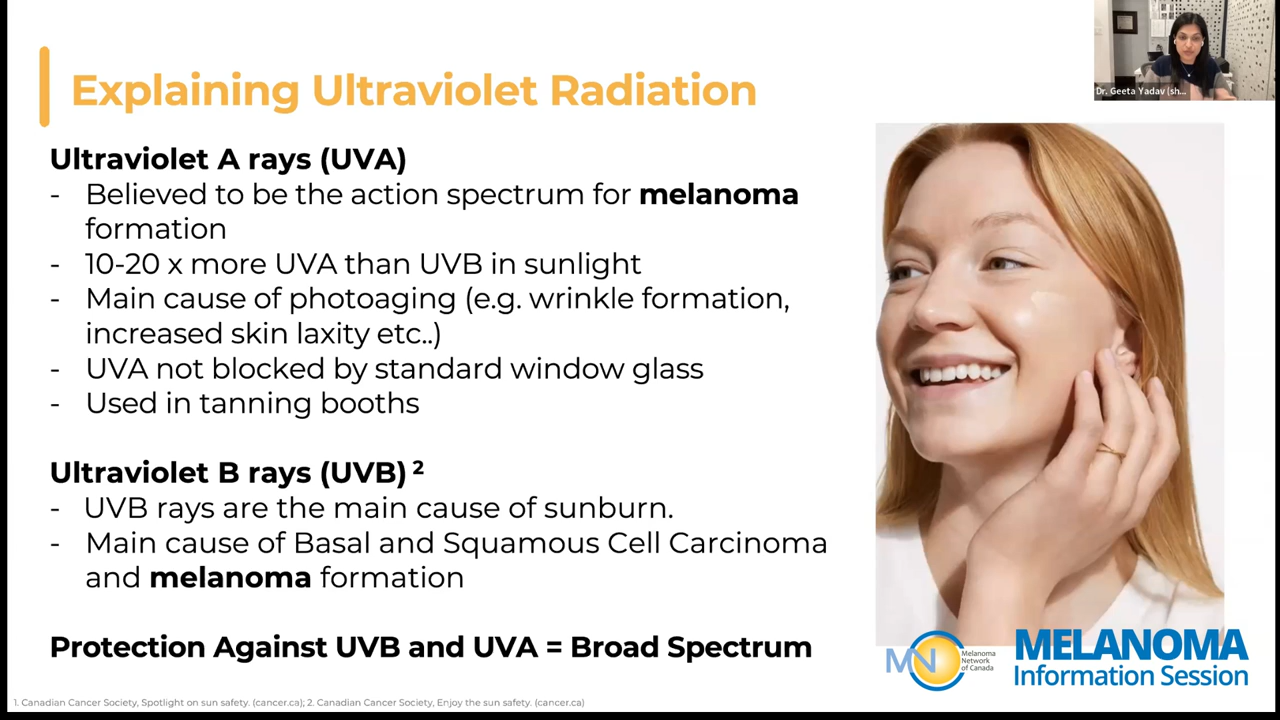 Explaining Ultraviolet Radiation
Dr. Geeta Yadav (sh...
Ultraviolet A rays (UVA)
- Believed to be the action spectrum for melanoma
formation
- 10-20 x more UVA than UVB in sunlight
- Main cause of photoaging (e.g. wrinkle formation,
increased skin laxity etc..)
- UVA not blocked by standard window glass
- Used in tanning booths
Ultraviolet B rays (UVB) ²
- UVB rays are the main cause of sunburn.
- Main cause of Basal and Squamous Cell Carcinoma
and melanoma formation
Protection Against UVB and UVA = Broad Spectrum
MN
Melanoma
Network
of Canada
MELANOMA
Information Session
1. Canadian Cancer Society, Spotlight on sun safety. (cancer.ca); 2. Canadian Cancer Society, Enjoy the sun safety. (cancer.ca)